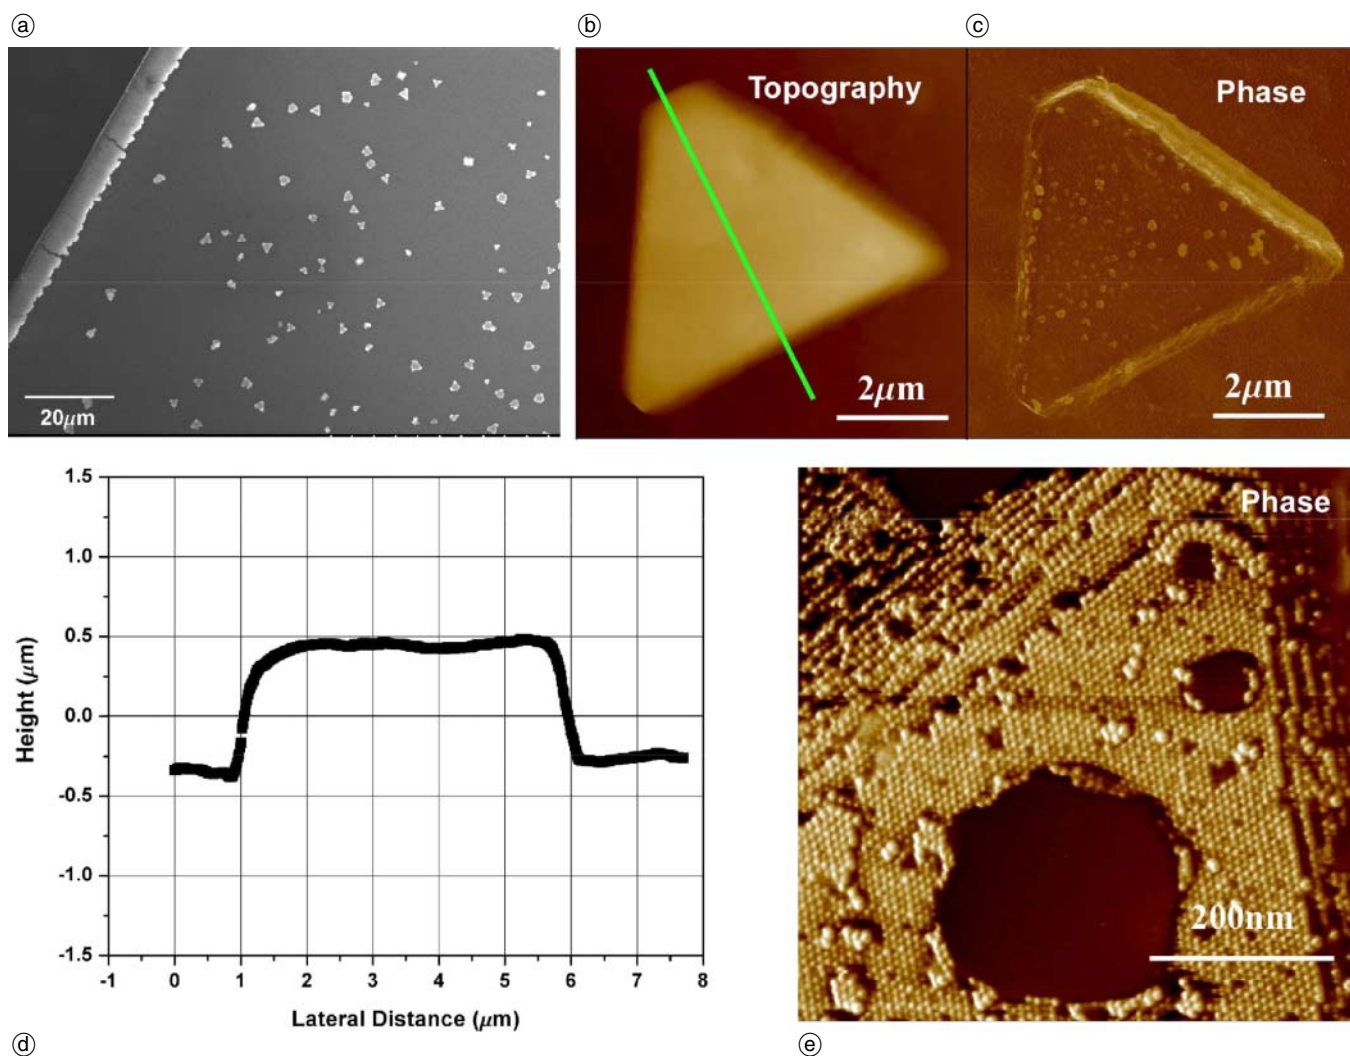 ⓐ
ⓑ
ⓒ
Topography
Phase
20μm
2μm
2μm
1.5
1.0
0.5
0.0
-0.5
-1.0
-1.5
Height (μm)
-1 0 1 2 3 4 5 6 7 8
Lateral Distance (μm)
Phase
200nm
ⓓ
ⓔ